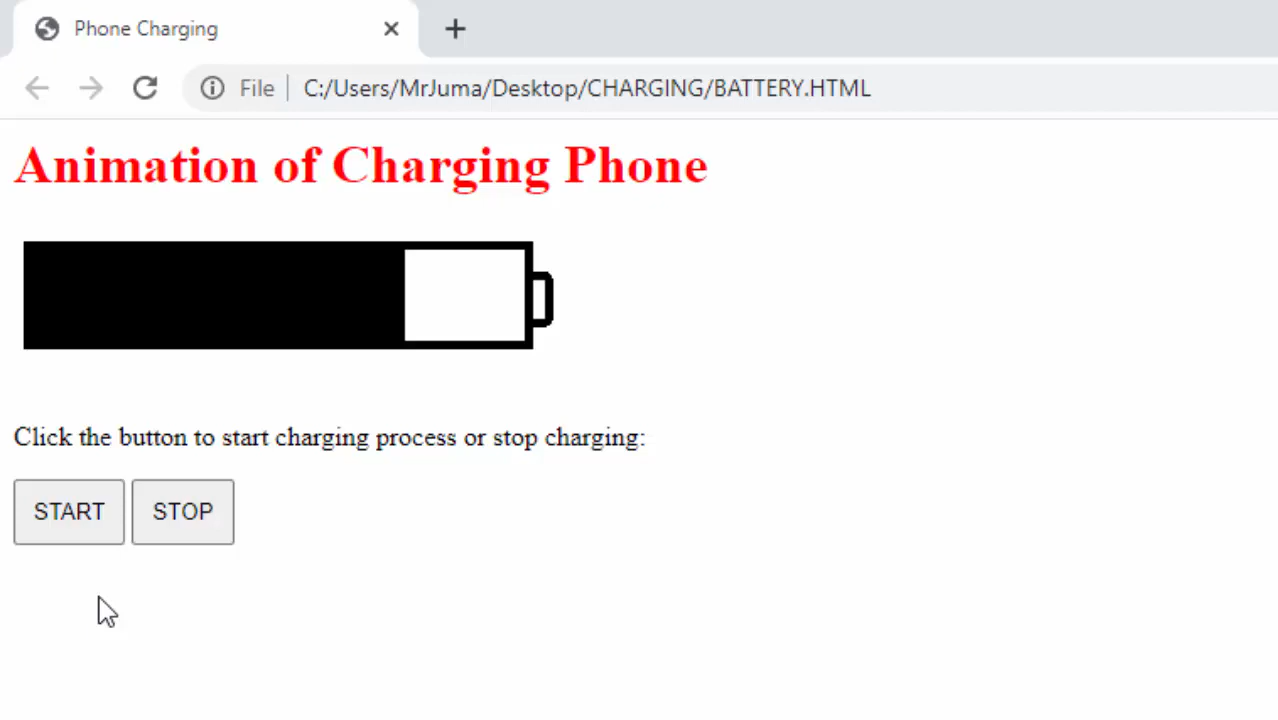 Phone Charging
File C:/Users/MrJuma/Desktop/CHARGING/BATTERY.HTML
Animation of Charging Phone
Click the button to start charging process or stop charging:
START STOP